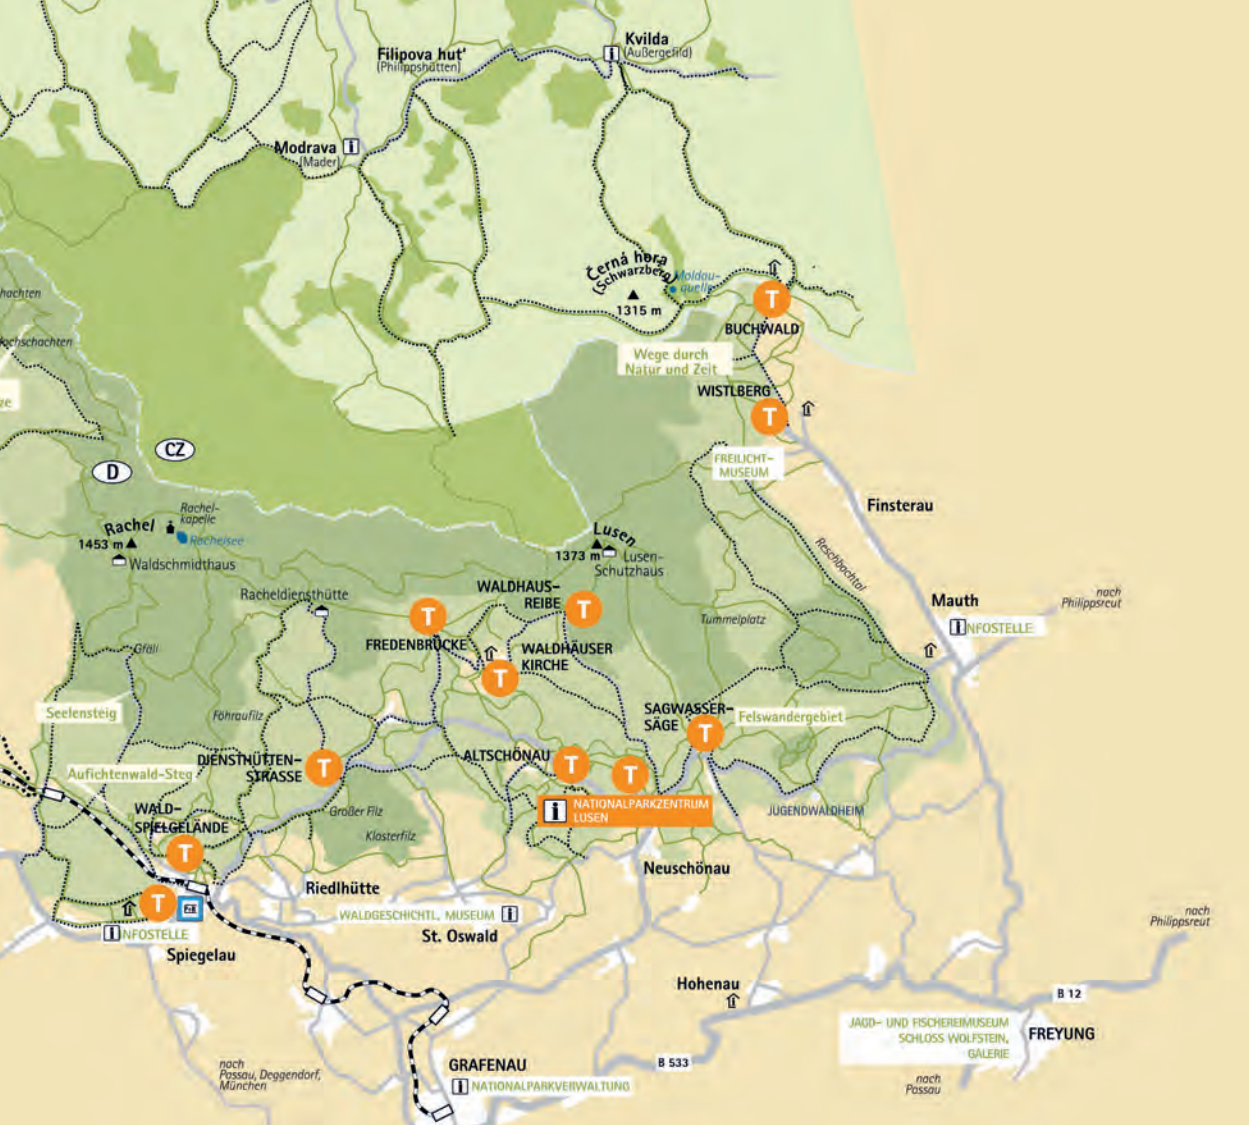 Kvilda
(Außergefild)
Filipova hut'
(Philippshütten)
i
Modrava
(Mader)
i
Černá hora
(Schwarzberg)
1315 m
Moldau-
quelle
T
BUCHWALD
Wege durch
Natur und Zeit
WISTLBERG
T
FREILICHT-
MUSEUM
hachten
ochschachten
ze
CZ
D
Finsterau
Rachel
1453 m
Rachel-
kapelle
Rachelsee
Waldschmidthaus
Lusen
1373 m
Lusen-
Schutzhaus
Reschbachtal
Racheldiensthütte
WALDHAUS-
REIBE
T
T
FREDENBRÜCKE
WALDHÄUSER
KIRCHE
T
Tummelplatz
Mauth
iNFOSTELLE
nach
Philippsreut
Gfäll
Seelensteig
Föhraufilz
SAGWASSER-
SÄGE
T
Felswandergebiet
Aufichtenwald-Steg
DIENSTHÜTTEN-
STRASSE
T
ALTSCHÖNAU
T
T
i NATIONALPARKZENTRUM
LUSEN
JUGENDWALDHEIM
WALD-
SPIELGELÄNDE
T
Großer Filz
Klosterfilz
Neuschönau
Riedlhütte
T
iNFOSTELLE
Spiegelau
WALDGESCHICHTL. MUSEUM i
St. Oswald
nach
Philippsreut
Hohenau
B 12
JAGD- UND FISCHEREIMUSEUM
SCHLOSS WOLFSTEIN,
GALERIE
FREYUNG
B 533
nach
Passau, Deggendorf,
München
GRAFENAU
i NATIONALPARKVERWALTUNG
nach
Passau